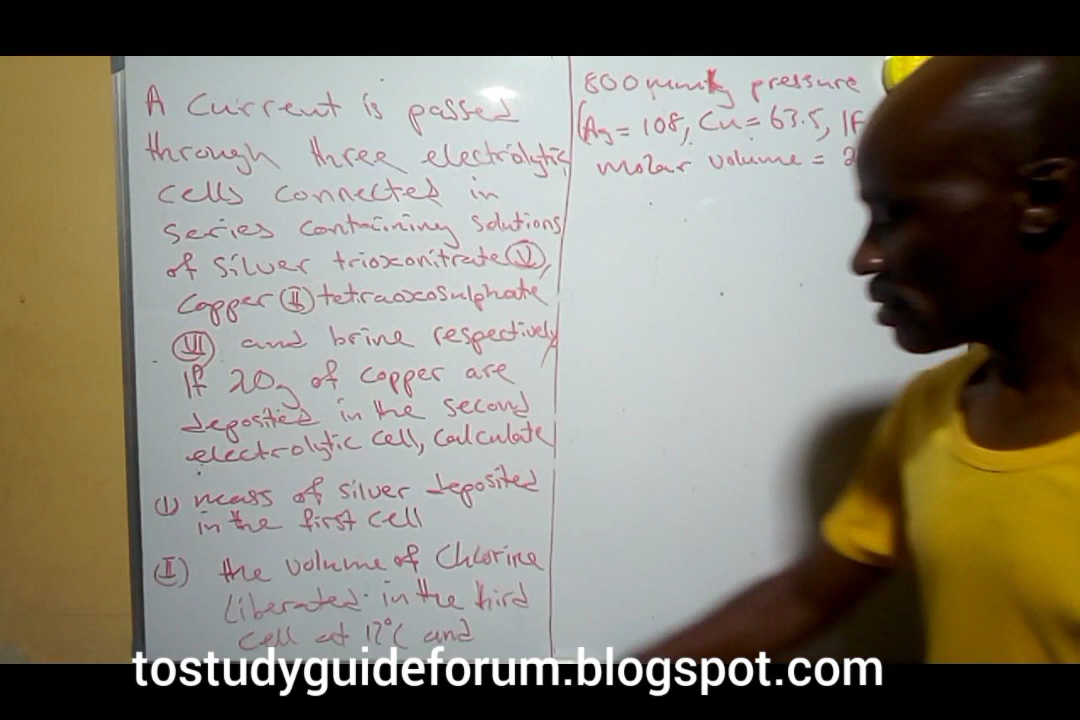 A Current is passed
through three electrolytic
cells connected in
series containing solutions
of silver trioxonitrate (V),
Copper (II) tetraoxosulphate
(VI) and brine respectively
If 20g of copper are
deposited in the second
electrolytic cell, calculate
(I) mass of silver deposited
in the first cell
(II) the volume of Chlorine
liberated in the third
cell at 17°C and
800mmHg pressure
(Ag = 108, Cu = 63.5, 1F
molar volume = 2
tostudyguideforum.blogspot.com